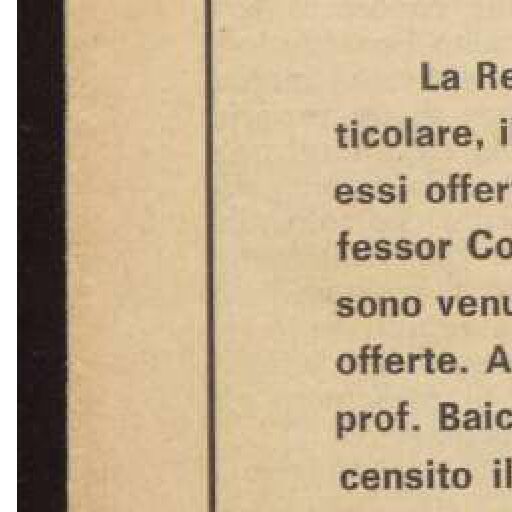 La Re
ticolare, i
essi offer
fessor Co
sono venu
offerte. A
prof. Baic
censito il